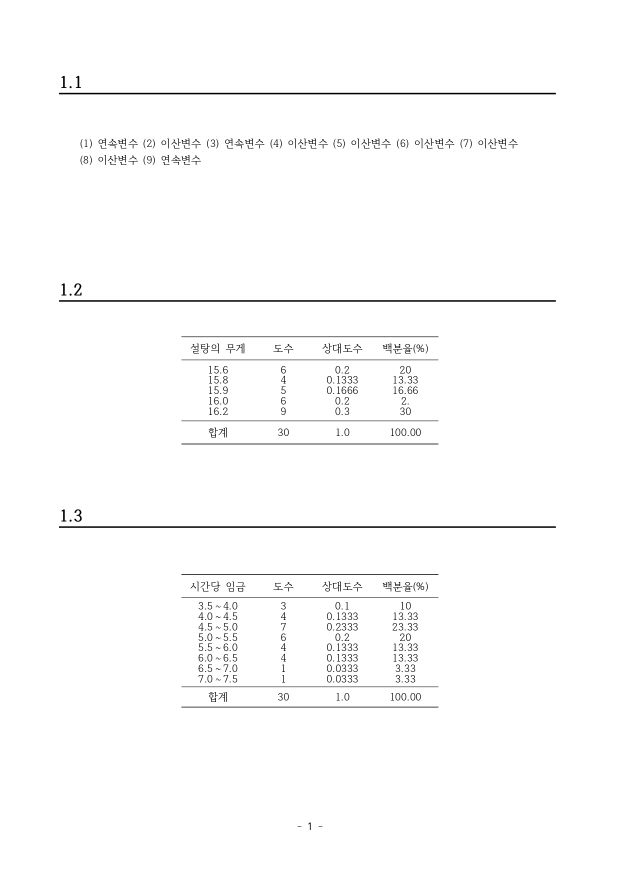 1.1
(1) 연속변수 (2) 이산변수 (3) 연속변수 (4) 이산변수 (5) 이산변수 (6) 이산변수 (7) 이산변수
(8) 이산변수 (9) 연속변수
1.2
설탕의 무게 도수 상대도수 백분율(%)
15.6 6 0.2 20
15.8 4 0.1333 13.33
15.9 5 0.1666 16.66
16.0 6 0.2 2.
16.2 9 0.3 30
합계 30 1.0 100.00
1.3
시간당 임금 도수 상대도수 백분율(%)
3.5~4.0 3 0.1 10
4.0~4.5 4 0.1333 13.33
4.5~5.0 7 0.2333 23.33
5.0~5.5 6 0.2 20
5.5~6.0 4 0.1333 13.33
6.0~6.5 4 0.1333 13.33
6.5~7.0 1 0.0333 3.33
7.0~7.5 1 0.0333 3.33
합계 30 1.0 100.00
- 1 -